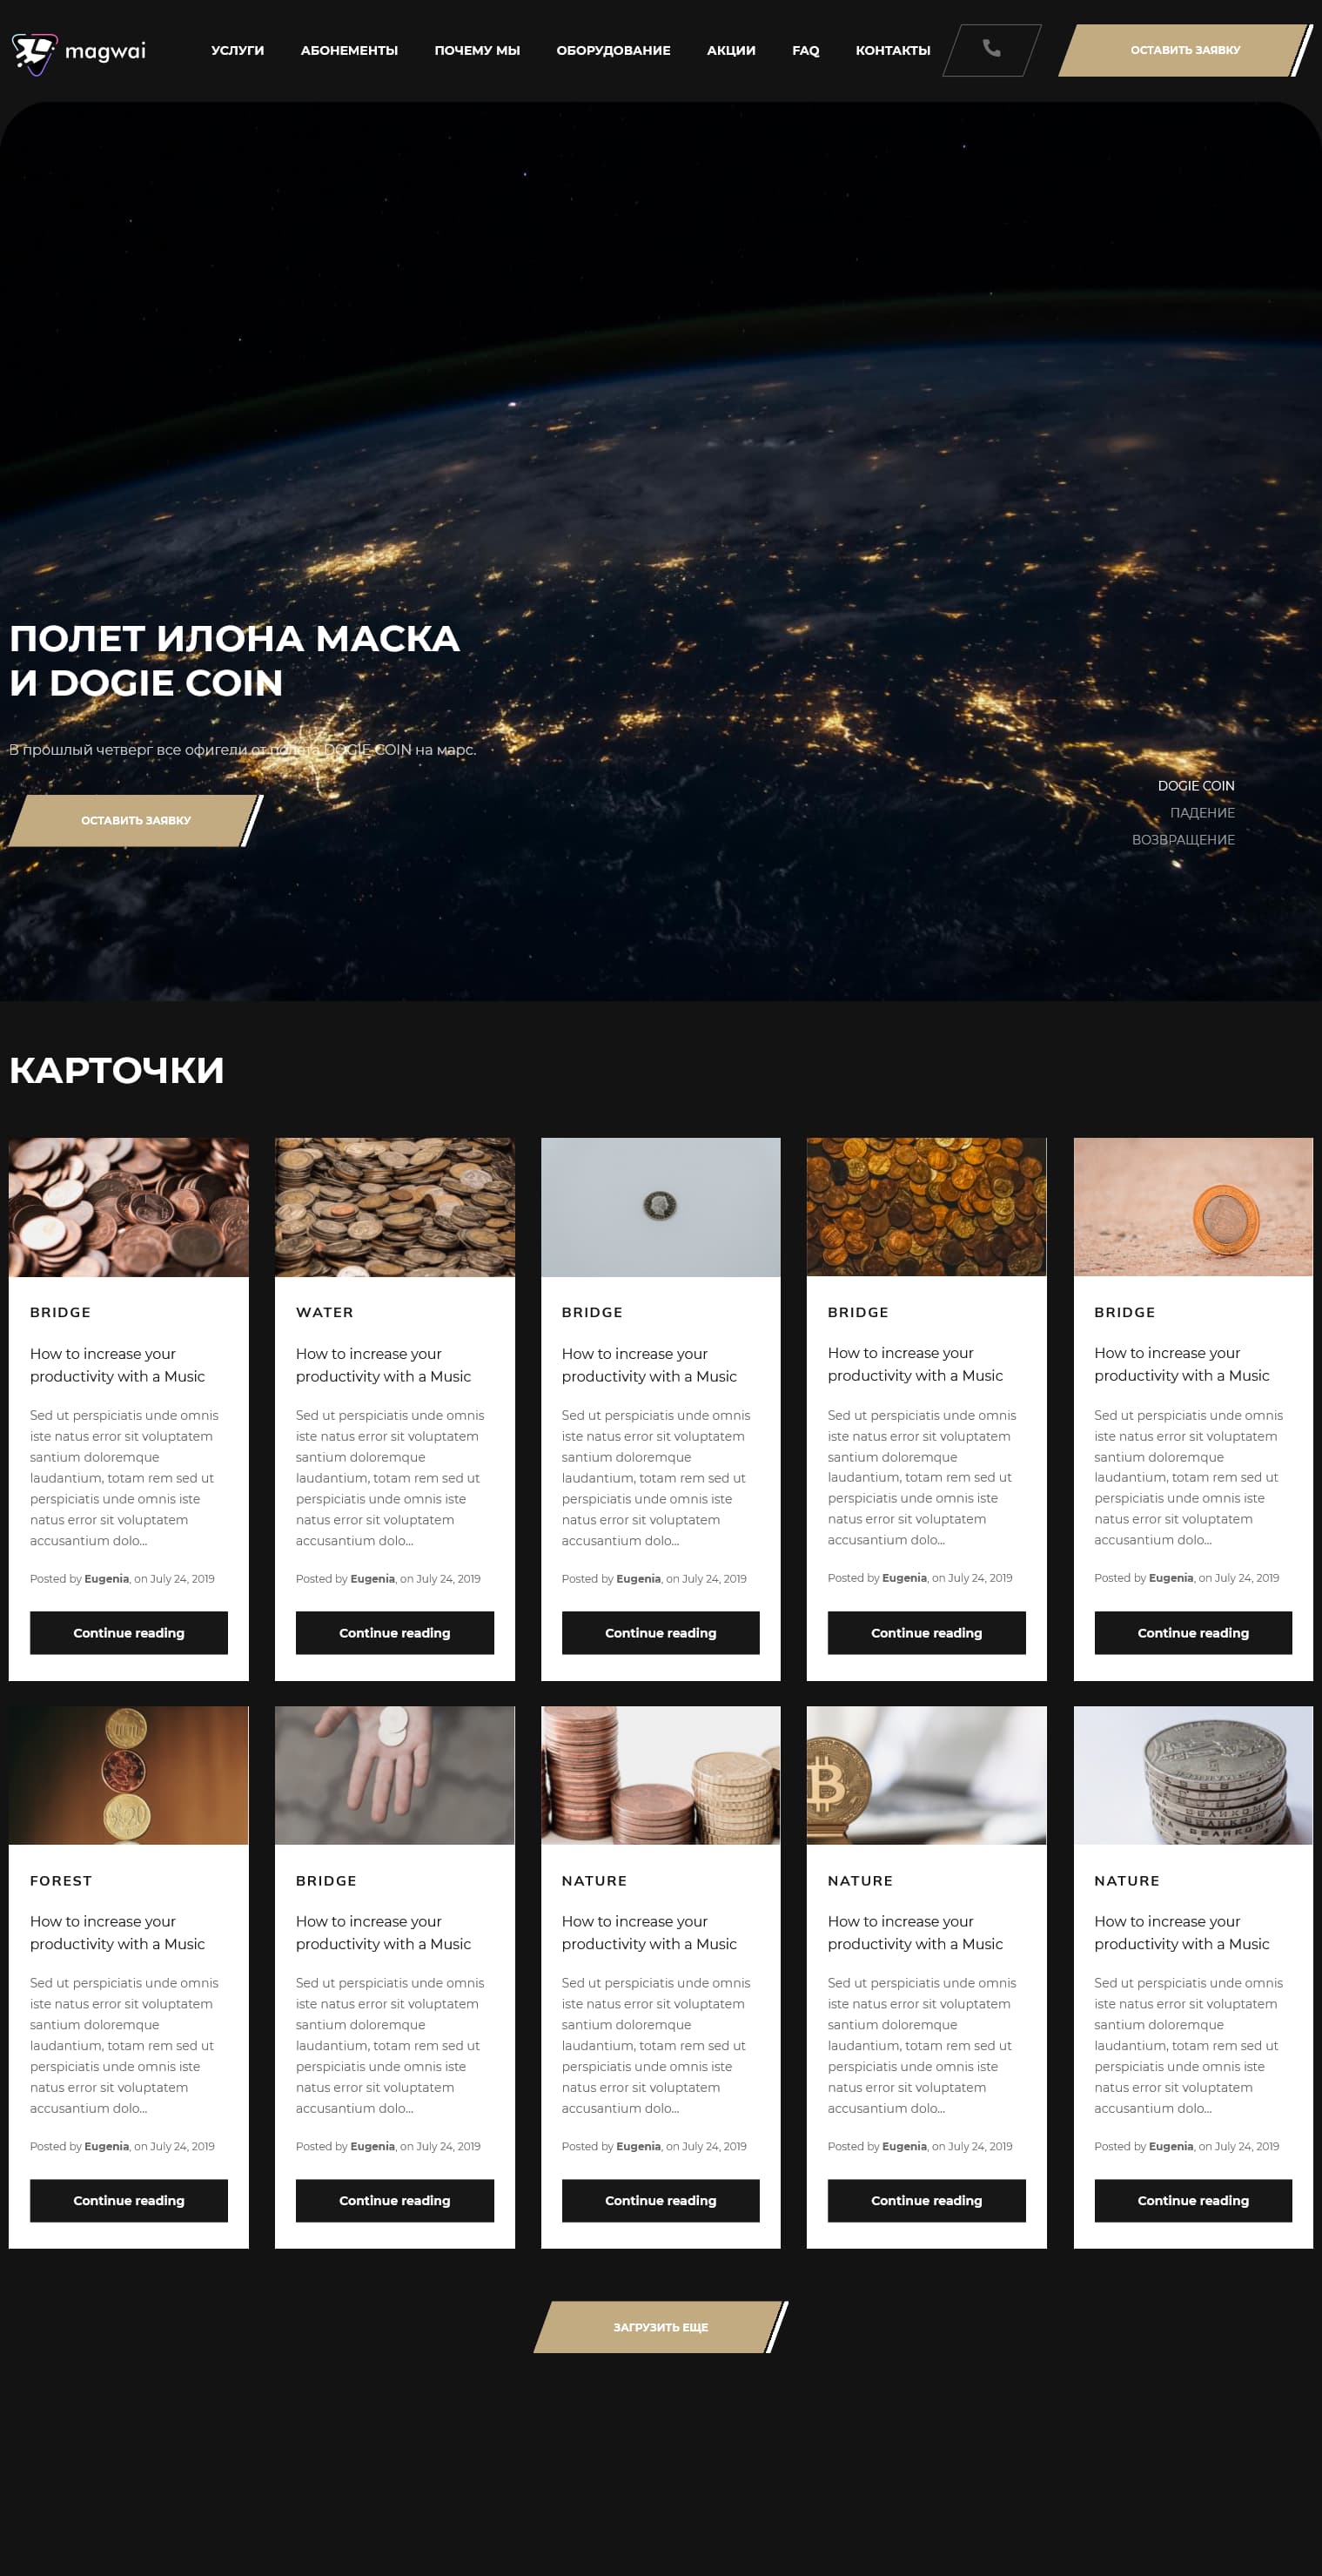 magwai
УСЛУГИ АБОНЕМЕНТЫ ПОЧЕМУ МЫ ОБОРУДОВАНИЕ АКЦИИ FAQ КОНТАКТЫ ОСТАВИТЬ ЗАЯВКУ
ПОЛЕТ ИЛОНА МАСКА
И DOGIE COIN
В прошлый четверг все офигели от полета DOGIE COIN на марс.
ОСТАВИТЬ ЗАЯВКУ
DOGIE COIN
ПАДЕНИЕ
ВОЗВРАЩЕНИЕ
КАРТОЧКИ
BRIDGE
How to increase your
productivity with a Music
Sed ut perspiciatis unde omnis
iste natus error sit voluptatem
santium doloremque
laudantium, totam rem sed ut
perspiciatis unde omnis iste
natus error sit voluptatem
accusantium dolo...
Posted by Eugenia, on July 24, 2019
Continue reading
WATER
How to increase your
productivity with a Music
Sed ut perspiciatis unde omnis
iste natus error sit voluptatem
santium doloremque
laudantium, totam rem sed ut
perspiciatis unde omnis iste
natus error sit voluptatem
accusantium dolo...
Posted by Eugenia, on July 24, 2019
Continue reading
BRIDGE
How to increase your
productivity with a Music
Sed ut perspiciatis unde omnis
iste natus error sit voluptatem
santium doloremque
laudantium, totam rem sed ut
perspiciatis unde omnis iste
natus error sit voluptatem
accusantium dolo...
Posted by Eugenia, on July 24, 2019
Continue reading
BRIDGE
How to increase your
productivity with a Music
Sed ut perspiciatis unde omnis
iste natus error sit voluptatem
santium doloremque
laudantium, totam rem sed ut
perspiciatis unde omnis iste
natus error sit voluptatem
accusantium dolo...
Posted by Eugenia, on July 24, 2019
Continue reading
BRIDGE
How to increase your
productivity with a Music
Sed ut perspiciatis unde omnis
iste natus error sit voluptatem
santium doloremque
laudantium, totam rem sed ut
perspiciatis unde omnis iste
natus error sit voluptatem
accusantium dolo...
Posted by Eugenia, on July 24, 2019
Continue reading
FOREST
How to increase your
productivity with a Music
Sed ut perspiciatis unde omnis
iste natus error sit voluptatem
santium doloremque
laudantium, totam rem sed ut
perspiciatis unde omnis iste
natus error sit voluptatem
accusantium dolo...
Posted by Eugenia, on July 24, 2019
Continue reading
BRIDGE
How to increase your
productivity with a Music
Sed ut perspiciatis unde omnis
iste natus error sit voluptatem
santium doloremque
laudantium, totam rem sed ut
perspiciatis unde omnis iste
natus error sit voluptatem
accusantium dolo...
Posted by Eugenia, on July 24, 2019
Continue reading
NATURE
How to increase your
productivity with a Music
Sed ut perspiciatis unde omnis
iste natus error sit voluptatem
santium doloremque
laudantium, totam rem sed ut
perspiciatis unde omnis iste
natus error sit voluptatem
accusantium dolo...
Posted by Eugenia, on July 24, 2019
Continue reading
NATURE
How to increase your
productivity with a Music
Sed ut perspiciatis unde omnis
iste natus error sit voluptatem
santium doloremque
laudantium, totam rem sed ut
perspiciatis unde omnis iste
natus error sit voluptatem
accusantium dolo...
Posted by Eugenia, on July 24, 2019
Continue reading
NATURE
How to increase your
productivity with a Music
Sed ut perspiciatis unde omnis
iste natus error sit voluptatem
santium doloremque
laudantium, totam rem sed ut
perspiciatis unde omnis iste
natus error sit voluptatem
accusantium dolo...
Posted by Eugenia, on July 24, 2019
Continue reading
ЗАГРУЗИТЬ ЕЩЕ